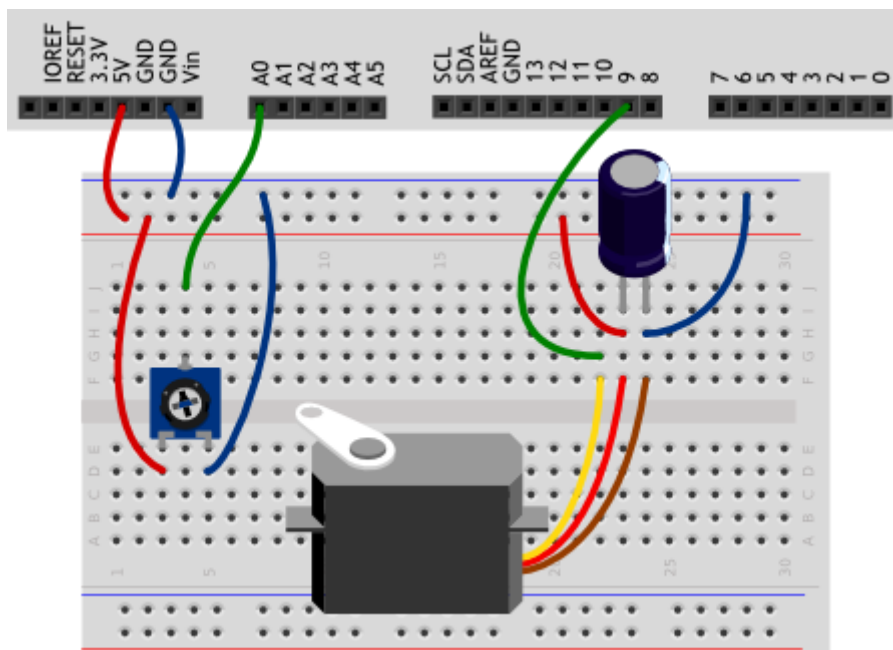 IOREF
RESET
3.3V
5V
GND
GND
Vin
A0
A1
A2
A3
A4
A5
SCL
SDA
AREF
GND
13
12
11
10
9
8
7
6
5
4
3
2
1
0
1 5 10 15 20 25 30
J J
I I
H H
G G
F F
E E
D D
C C
B B
A A
1 5 20 25 30